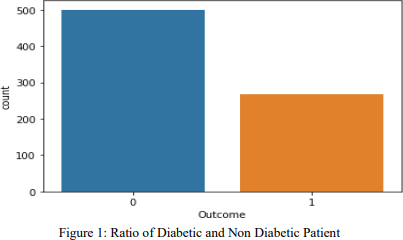 500
400
300
200
100
0
count
0 1
Outcome
Figure 1: Ratio of Diabetic and Non Diabetic Patient